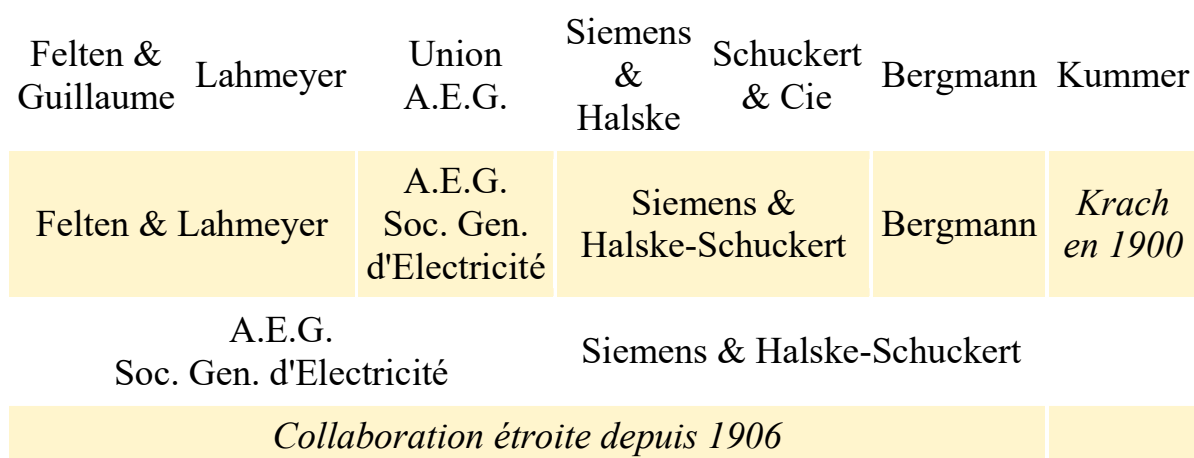 Felten &
Guillaume
Lahmeyer
Union
A.E.G.
Siemens
&
Halske
Schuckert
& Cie
Bergmann
Kummer
Felten & Lahmeyer
A.E.G.
Soc. Gen.
d'Electricité
Siemens &
Halske-Schuckert
Bergmann
Krach
en 1900
A.E.G.
Soc. Gen. d'Electricité
Siemens & Halske-Schuckert
Collaboration étroite depuis 1906